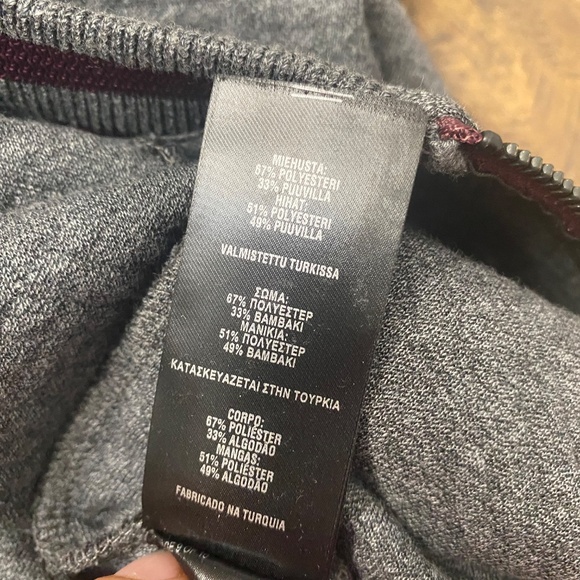 MIEHUSTA:
67% POLYESTERI
33% PUUVILLA
HIHAT:
51% POLYESTERI
49% PUUVILLA
VALMISTETTU TURKISSA
ΣΩΜΑ:
67% ΠΟΛΥΕΣΤΕΡ
33% ΒΑΜΒΑΚΙ
ΜΑΝΙΚΙΑ:
51% ΠΟΛΥΕΣΤΕΡ
49% ΒΑΜΒΑΚΙ
ΚΑΤΑΣΚΕΥΑΖΕΤΑΙ ΣΤΗΝ ΤΟΥΡΚΙΑ
CORPO:
67% POLIÉSTER
33% ALGODÃO
MANGAS:
51% POLIÉSTER
49% ALGODÃO
FABRICADO NA TURQUIA